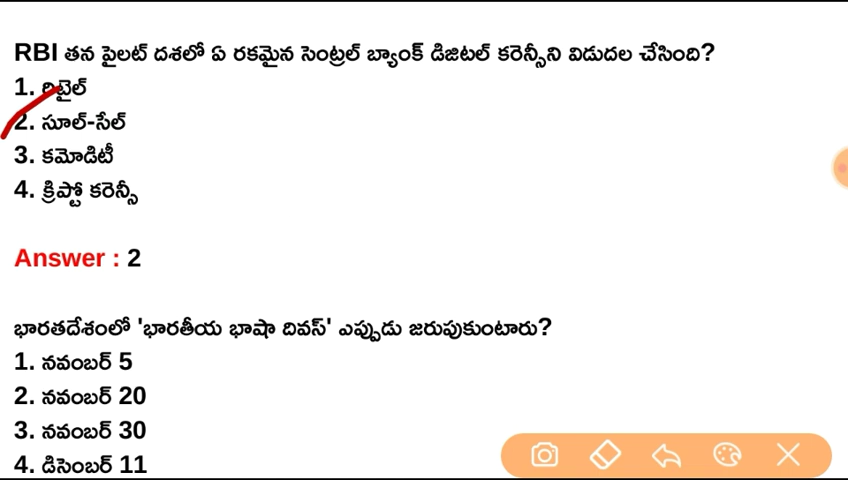 RBI తన పైలట్ దశలో ఏ రకమైన సెంట్రల్ బ్యాంక్ డిజిటల్ కరెన్సీని విడుదల చేసింది?
1. రిటైల్
2. సూల్-సేల్
3. కమోడిటీ
4. క్రిప్టో కరెన్సీ
Answer : 2
భారతదేశంలో 'భారతీయ భాషా దివస్' ఎప్పుడు జరుపుకుంటారు?
1. నవంబర్ 5
2. నవంబర్ 20
3. నవంబర్ 30
4. డిసెంబర్ 11